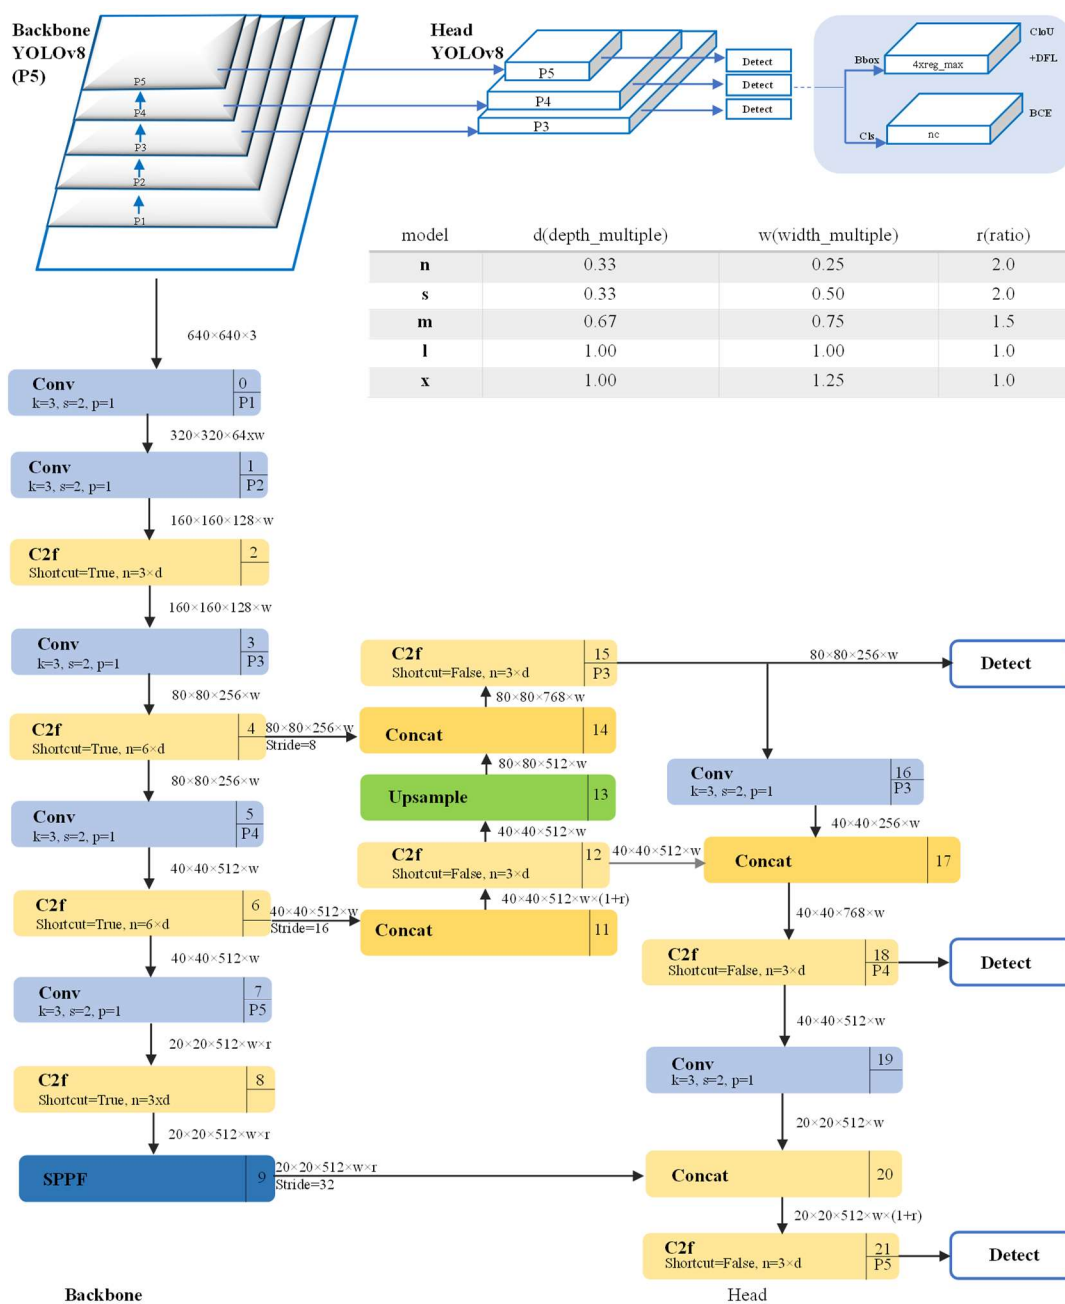 Backbone
YOLOv8
(P5)
P5
P4
P3
P2
P1
Head
YOLOv8
P5
P4
P3
Detect
Detect
Detect
Bbox
Cls
4xreg_max
nc
CIoU
+DFL
BCE
model d(depth_multiple) w(width_multiple) r(ratio)
n 0.33 0.25 2.0
s 0.33 0.50 2.0
m 0.67 0.75 1.5
l 1.00 1.00 1.0
x 1.00 1.25 1.0
640×640×3
Conv
k=3, s=2, p=1
0
P1
320×320×64xw
Conv
k=3, s=2, p=1
1
P2
160×160×128×w
C2f
Shortcut=True, n=3×d
2
160×160×128×w
Conv
k=3, s=2, p=1
3
P3
80×80×256×w
C2f
Shortcut=True, n=6×d
4
80×80×256×w
Stride=8
80×80×256×w
Conv
k=3, s=2, p=1
5
P4
40×40×512×w
C2f
Shortcut=True, n=6×d
6
40×40×512×w
Stride=16
40×40×512×w
Conv
k=3, s=2, p=1
7
P5
20×20×512×w×r
C2f
Shortcut=True, n=3xd
8
20×20×512×w×r
SPPF
9
20×20×512×w×r
Stride=32
Backbone
C2f
Shortcut=False, n=3×d
15
P3
80×80×768×w
Concat
14
80×80×512×w
Upsample
13
40×40×512×w
C2f
Shortcut=False, n=3×d
12
40×40×512×w
40×40×512×w×(1+r)
Concat
11
80×80×256×w
Detect
Conv
k=3, s=2, p=1
16
P3
40×40×256×w
Concat
17
40×40×768×w
C2f
Shortcut=False, n=3×d
18
P4
Detect
40×40×512×w
Conv
k=3, s=2, p=1
19
20×20×512×w
Concat
20
20×20×512×w×(1+r)
C2f
Shortcut=False, n=3×d
21
P5
Detect
Head